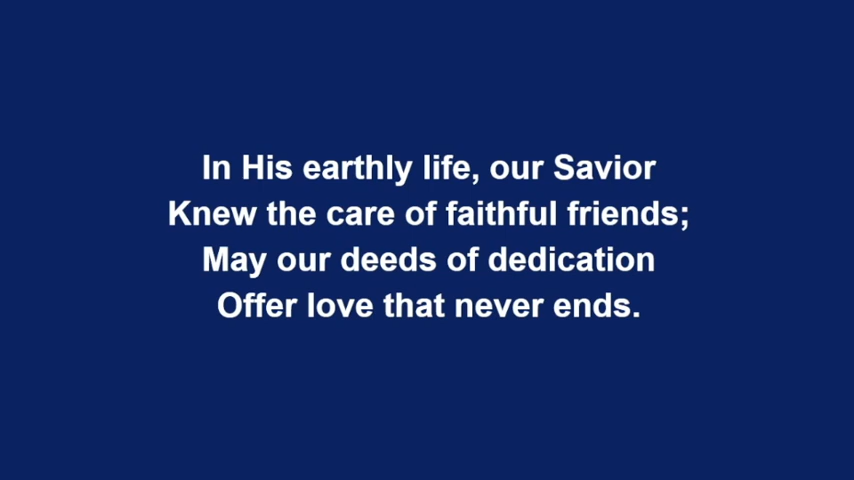 In His earthly life, our Savior
Knew the care of faithful friends;
May our deeds of dedication
Offer love that never ends.